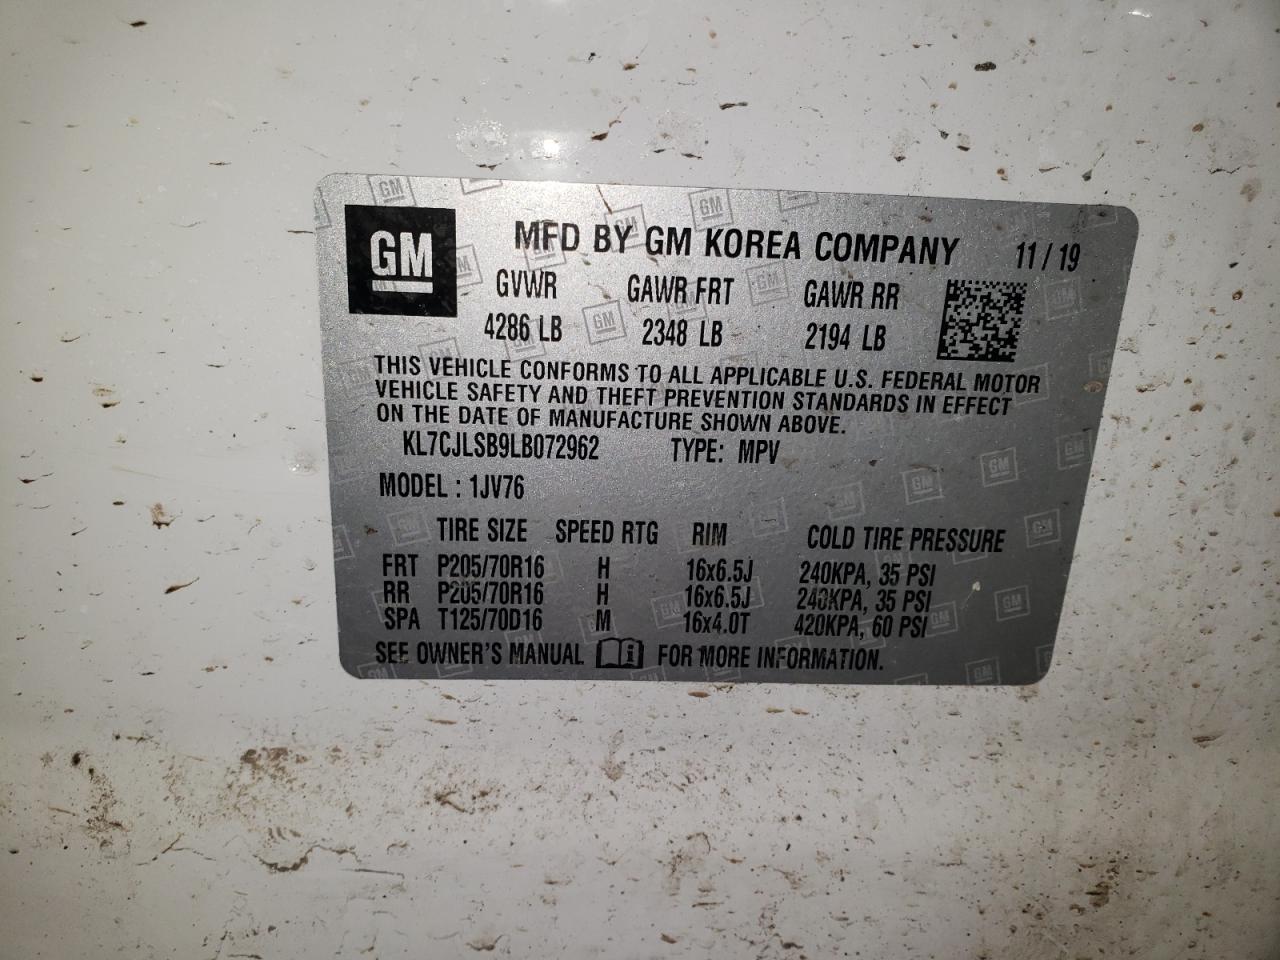 GM MFD BY GM KOREA COMPANY 11 / 19
GVWR GAWR FRT GAWR RR
4286 LB 2348 LB 2194 LB
THIS VEHICLE CONFORMS TO ALL APPLICABLE U.S. FEDERAL MOTOR
VEHICLE SAFETY AND THEFT PREVENTION STANDARDS IN EFFECT
ON THE DATE OF MANUFACTURE SHOWN ABOVE.
KL7CJLSB9LB072962 TYPE: MPV
MODEL : 1JV76
TIRE SIZE SPEED RTG RIM COLD TIRE PRESSURE
FRT P205/70R16 H 16x6.5J 240KPA, 35 PSI
RR P205/70R16 H 16x6.5J 240KPA, 35 PSI
SPA T125/70D16 M 16x4.0T 420KPA, 60 PSI
SEE OWNER'S MANUAL i FOR MORE INFORMATION.